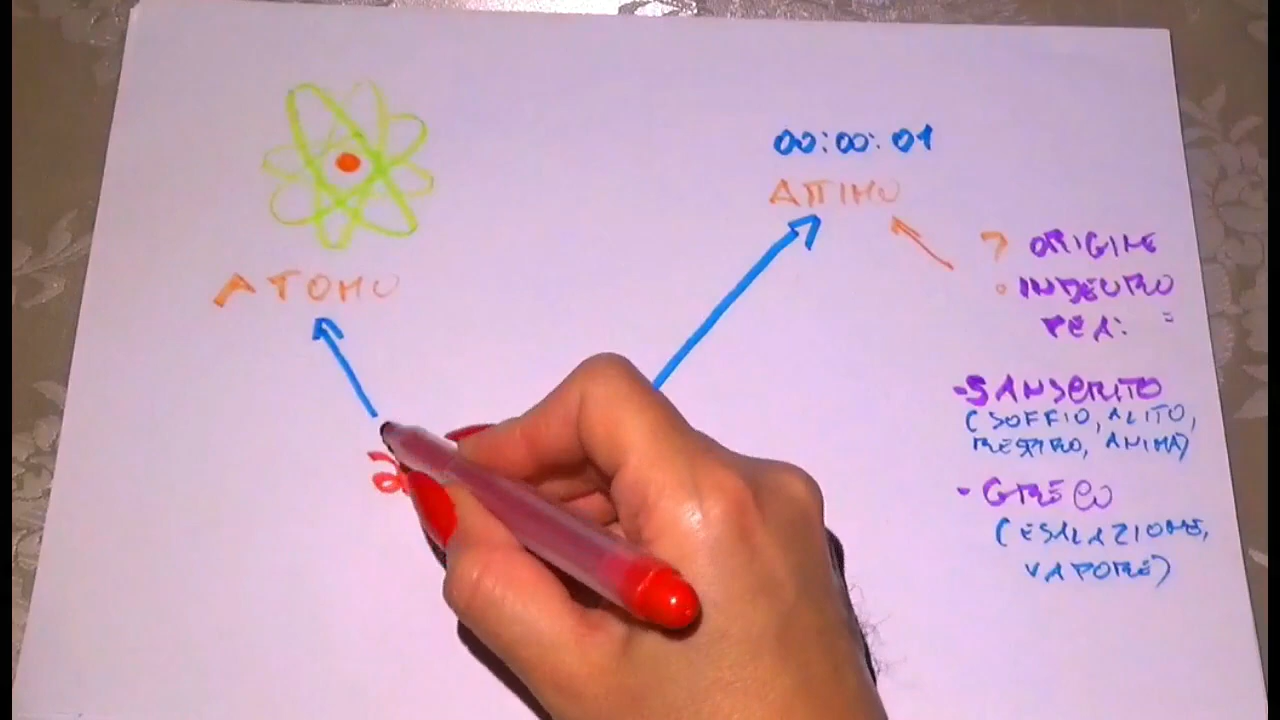 00:00:01
ATTIMO
ATOMO
? ORIGINE
INDEURO
PEA:
-SANSCRITO
(SOFFIO, ALITO,
RESPIRO, ANIMA)
- GRECO
(ESALAZIONE,
VAPORE)